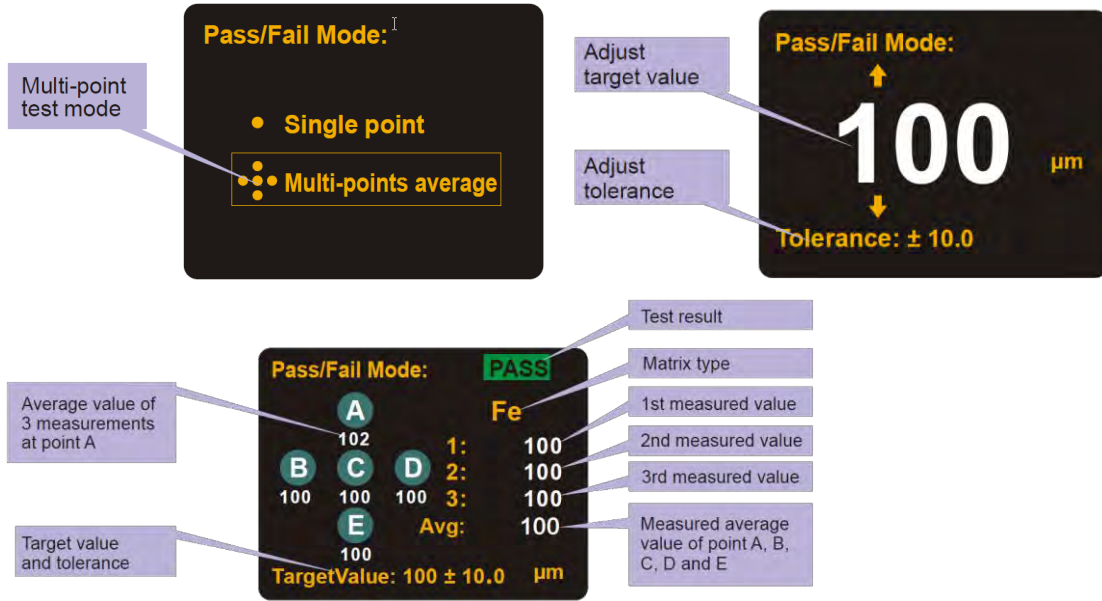 Pass/Fail Mode:
Multi-point
test mode
Single point
Multi-points average
Pass/Fail Mode:
Adjust
target value
100
µm
Adjust
tolerance
Tolerance: ± 10.0
Test result
Pass/Fail Mode:
PASS
Matrix type
Average value of
3 measurements
at point A
A
Fe
1st measured value
102
1: 100
2nd measured value
B C D
2: 100
3rd measured value
100 100 100
3: 100
E
Avg: 100
Measured average
value of point A, B,
C, D and E
Target value
and tolerance
100
TargetValue: 100 ± 10.0 µm